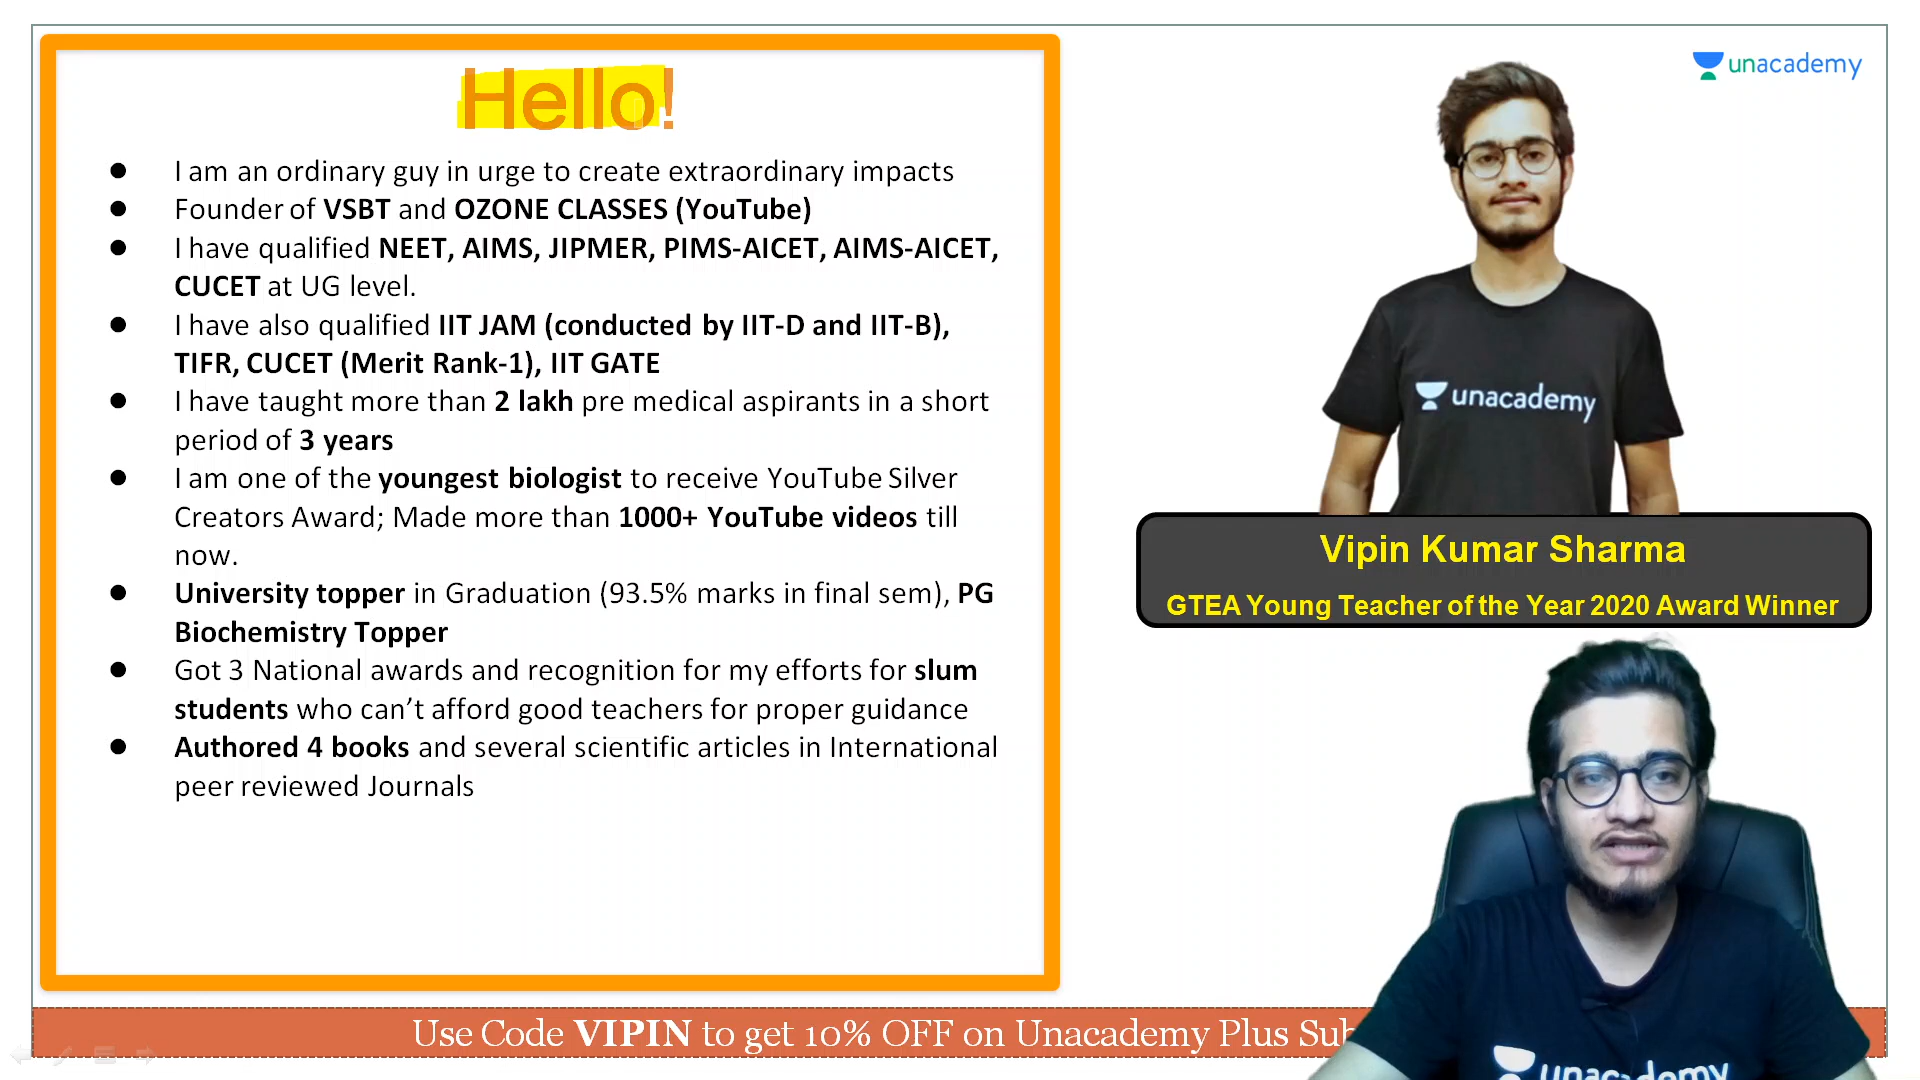 Hello!
I am an ordinary guy in urge to create extraordinary impacts
Founder of VSBT and OZONE CLASSES (YouTube)
I have qualified NEET, AIMS, JIPMER, PIMS-AICET, AIMS-AICET,
CUCET at UG level.
I have also qualified IIT JAM (conducted by IIT-D and IIT-B),
TIFR, CUCET (Merit Rank-1), IIT GATE
I have taught more than 2 lakh pre medical aspirants in a short
period of 3 years
I am one of the youngest biologist to receive YouTube Silver
Creators Award; Made more than 1000+ YouTube videos till
now.
University topper in Graduation (93.5% marks in final sem), PG
Biochemistry Topper
Got 3 National awards and recognition for my efforts for slum
students who can’t afford good teachers for proper guidance
Authored 4 books and several scientific articles in International
peer reviewed Journals
unacademy
unacademy
Vipin Kumar Sharma
GTEA Young Teacher of the Year 2020 Award Winner
Use Code VIPIN to get 10% OFF on Unacademy Plus Sub
unacademy